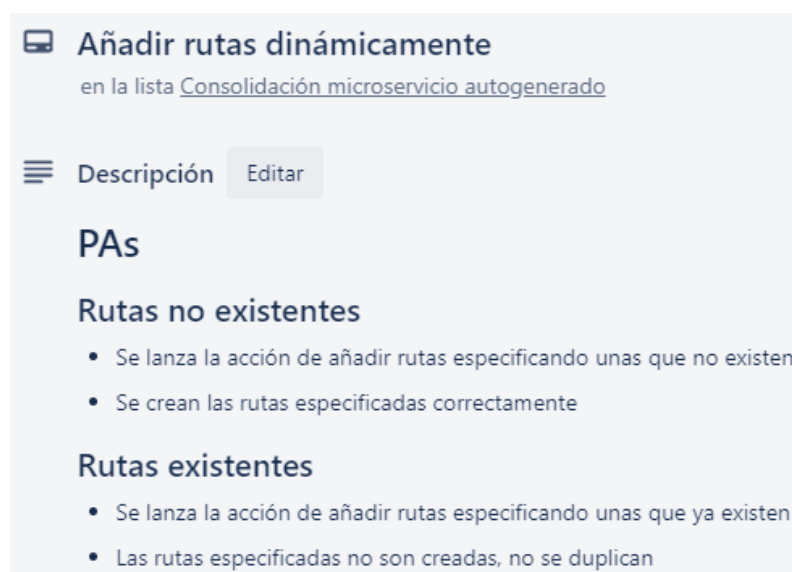 Añadir rutas dinámicamente
en la lista Consolidación microservicio autogenerado
Descripción Editar
PAs
Rutas no existentes
• Se lanza la acción de añadir rutas especificando unas que no existen
• Se crean las rutas especificadas correctamente
Rutas existentes
• Se lanza la acción de añadir rutas especificando unas que ya existen
• Las rutas especificadas no son creadas, no se duplican